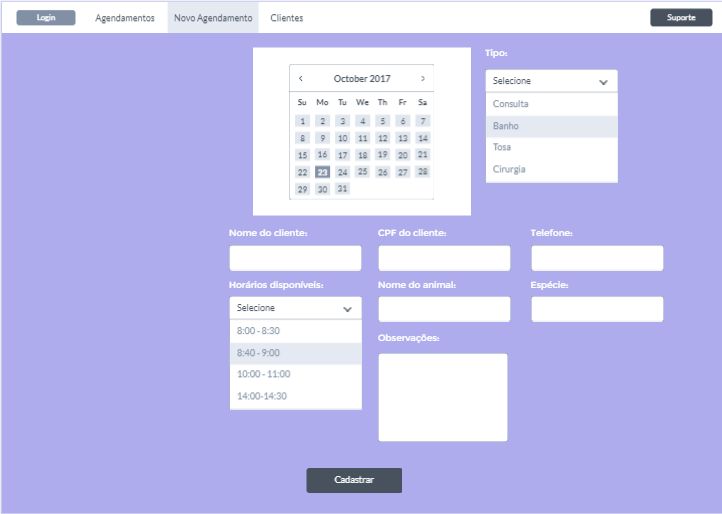 Login Agendamentos Novo Agendamento Clientes Suporte
October 2017
Su Mo Tu We Th Fr Sa
1 2 3 4 5 6 7
8 9 10 11 12 13 14
15 16 17 18 19 20 21
22 23 24 25 26 27 28
29 30 31
Tipo:
Selecione
Consulta
Banho
Tosa
Cirurgia
Nome do cliente: CPF do cliente: Telefone:
Horários disponíveis: Nome do animal: Espécie:
Selecione
8:00 - 8:30
8:40 - 9:00
10:00 - 11:00
14:00-14:30
Observações:
Cadastrar